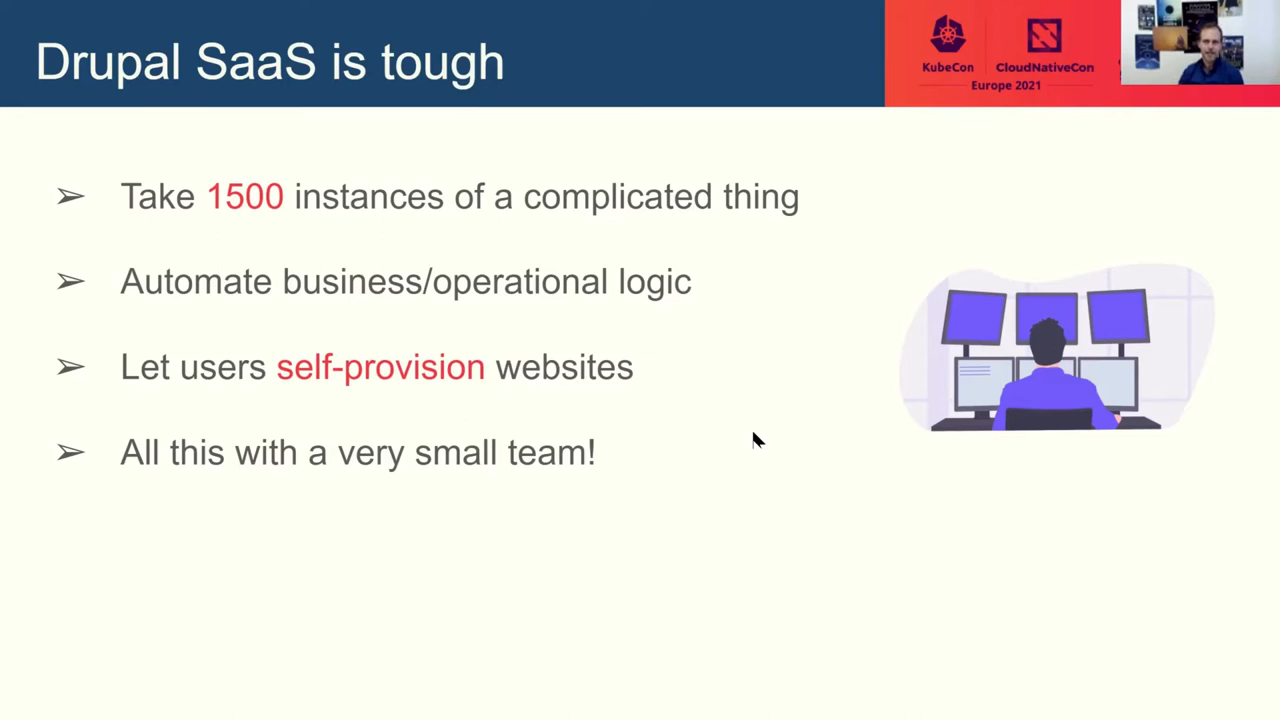 Drupal SaaS is tough
KubeCon
CloudNativeCon
Europe 2021
➢ Take 1500 instances of a complicated thing
➢ Automate business/operational logic
➢ Let users self-provision websites
➢ All this with a very small team!